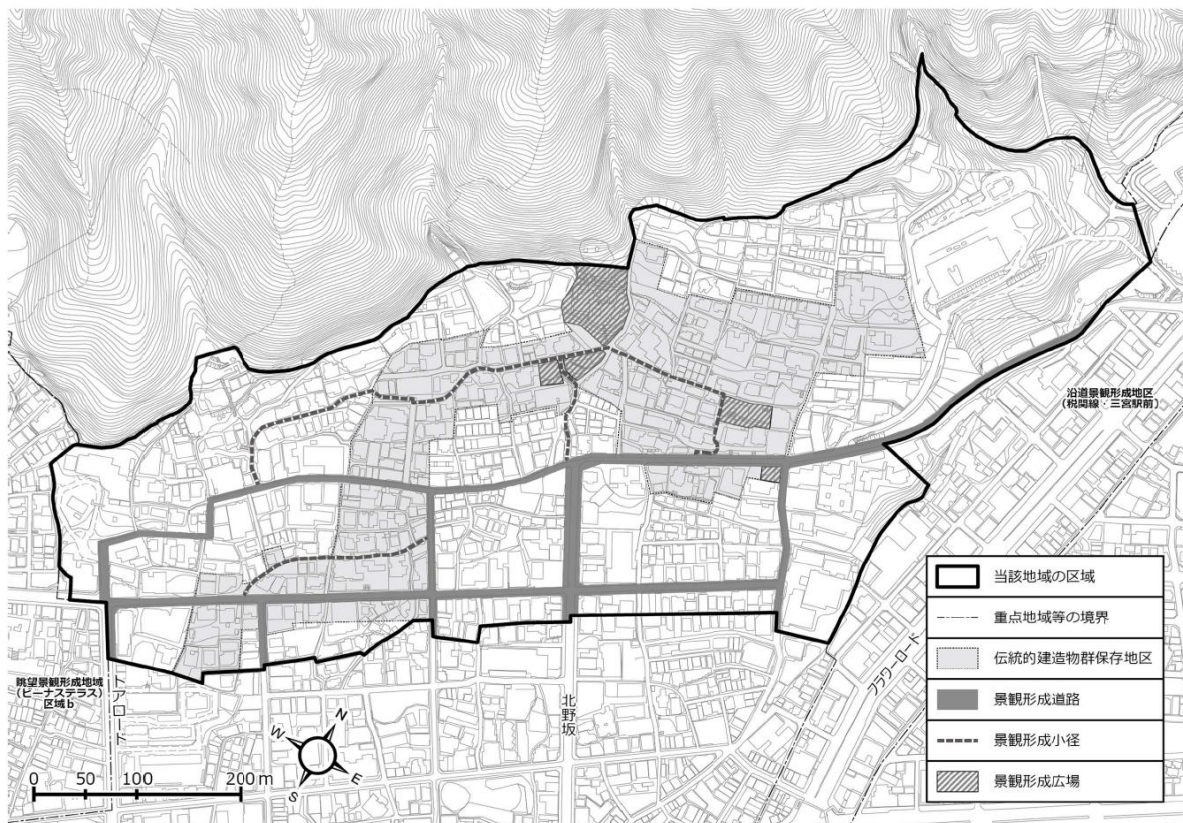 沿道景観形成地区
(税関線・三宮駅前)
当該地域の区域
重点地域等の境界
伝統的建造物群保存地区
景観形成道路
景観形成小径
景観形成広場
眺望景観形成地域
(ビーナステラス)
区域b
トアロード
北野坂
フラワーロード
N
W
E
S
0 50 100 200 m